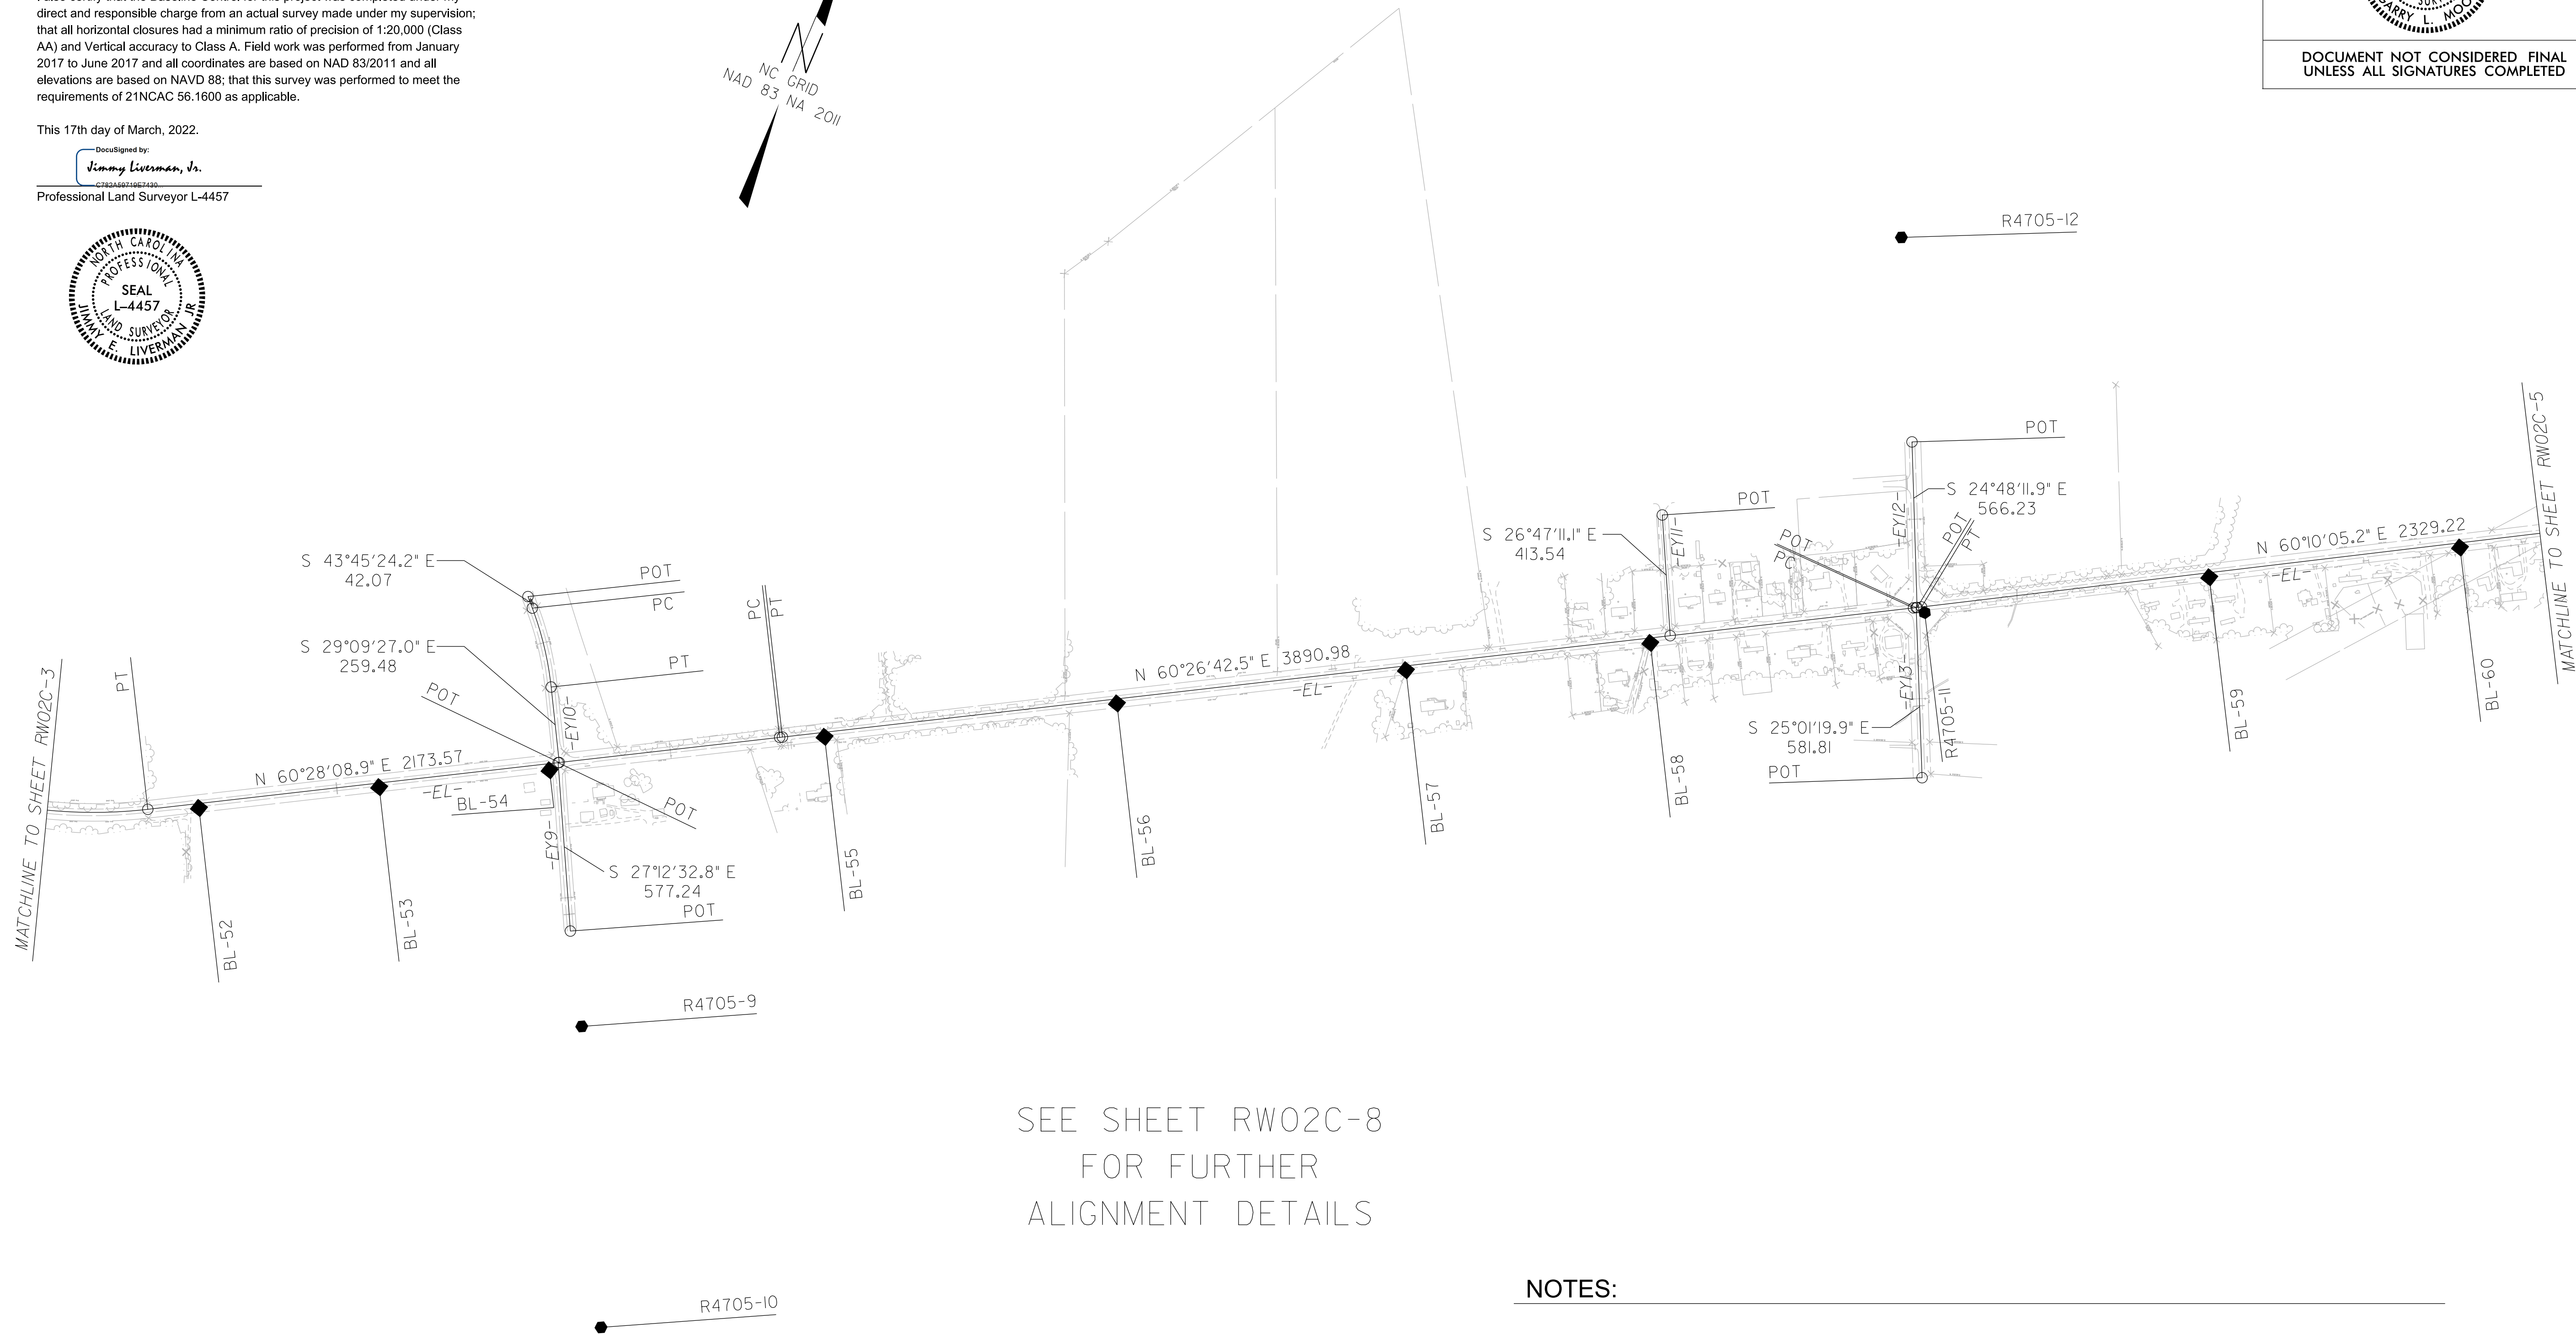 direct and responsible charge from an actual survey made under my supervision;
that all horizontal closures had a minimum ratio of precision of 1:20,000 (Class
AA) and Vertical accuracy to Class A. Field work was performed from January
2017 to June 2017 and all coordinates are based on NAD 83/2011 and all
elevations are based on NAVD 88; that this survey was performed to meet the
requirements of 21NCAC 56.1600 as applicable.
This 17th day of March, 2022.
DocuSigned by:
Jimmy Liverman, Jr.
C782A59719E7430...
Professional Land Surveyor L-4457
NORTH CAROLINA
PROFESSIONAL
SEAL
L-4457
LAND SURVEYOR
JIMMY E. LIVERMAN JR
NC GRID
NAD 83 NA 2011
GARRY L. MOO
DOCUMENT NOT CONSIDERED FINAL
UNLESS ALL SIGNATURES COMPLETED
R4705-12
MATCHLINE TO SHEET RW02C-3
PT
S 43°45'24.2" E
42.07
POT
PC
S 29°09'27.0" E
259.48
PT
POT
-EY10-
N 60°28'08.9" E 2173.57
-EL-
BL-54
POT
-EY9-
S 27°12'32.8" E
577.24
POT
BL-52
BL-53
PC
PT
BL-55
N 60°26'42.5" E 3890.98
-EL-
BL-56
BL-57
S 26°47'11.1" E
413.54
POT
-EY11-
BL-58
POT
PC
POT
-EY12-
S 24°48'11.9" E
566.23
POT
PT
-EY13-
S 25°01'19.9" E
581.81
POT
R4705-11
N 60°10'05.2" E 2329.22
-EL-
BL-59
BL-60
MATCHLINE TO SHEET RW02C-5
R4705-9
SEE SHEET RW02C-8
FOR FURTHER
ALIGNMENT DETAILS
R4705-10
NOTES: